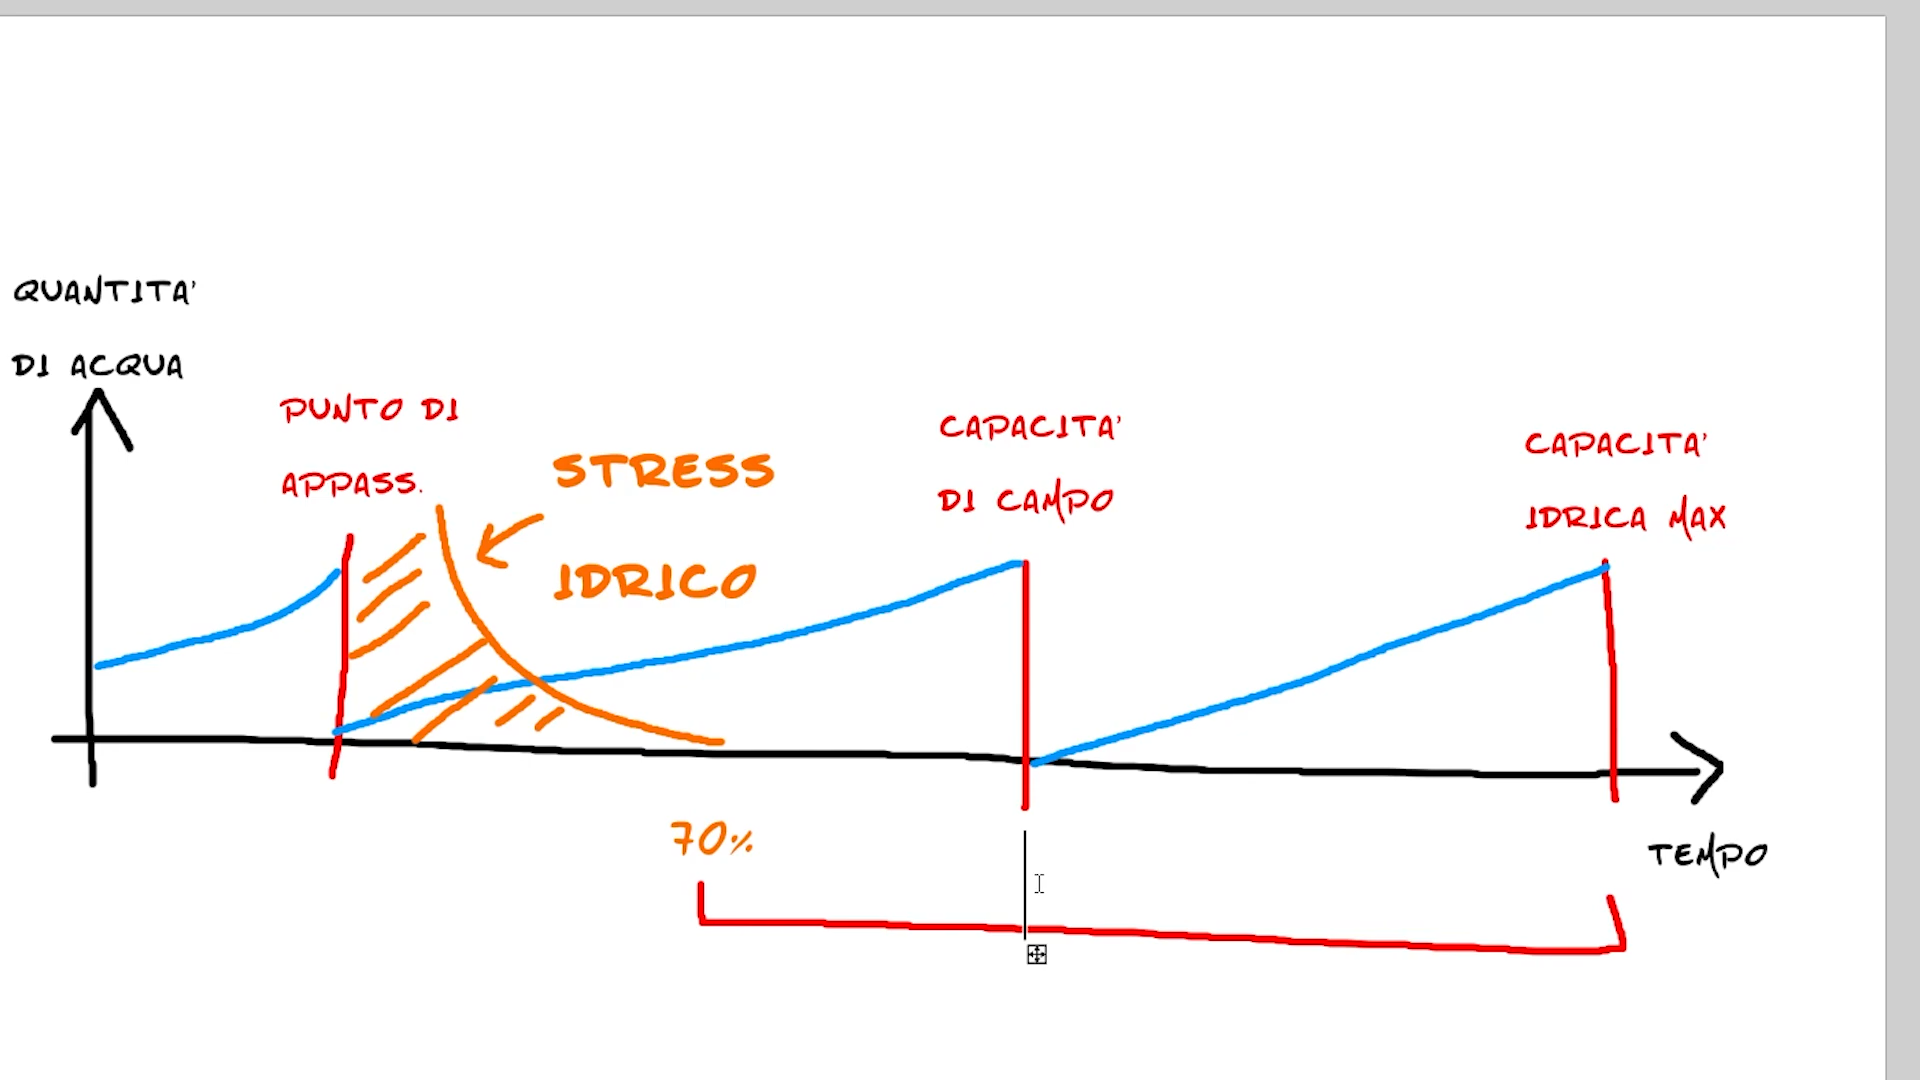 QUANTITA'
DI ACQUA
PUNTO DI
APPASS.
STRESS
IDRICO
CAPACITA'
DI CAMPO
CAPACITA'
IDRICA MAX
70%
TEMPO